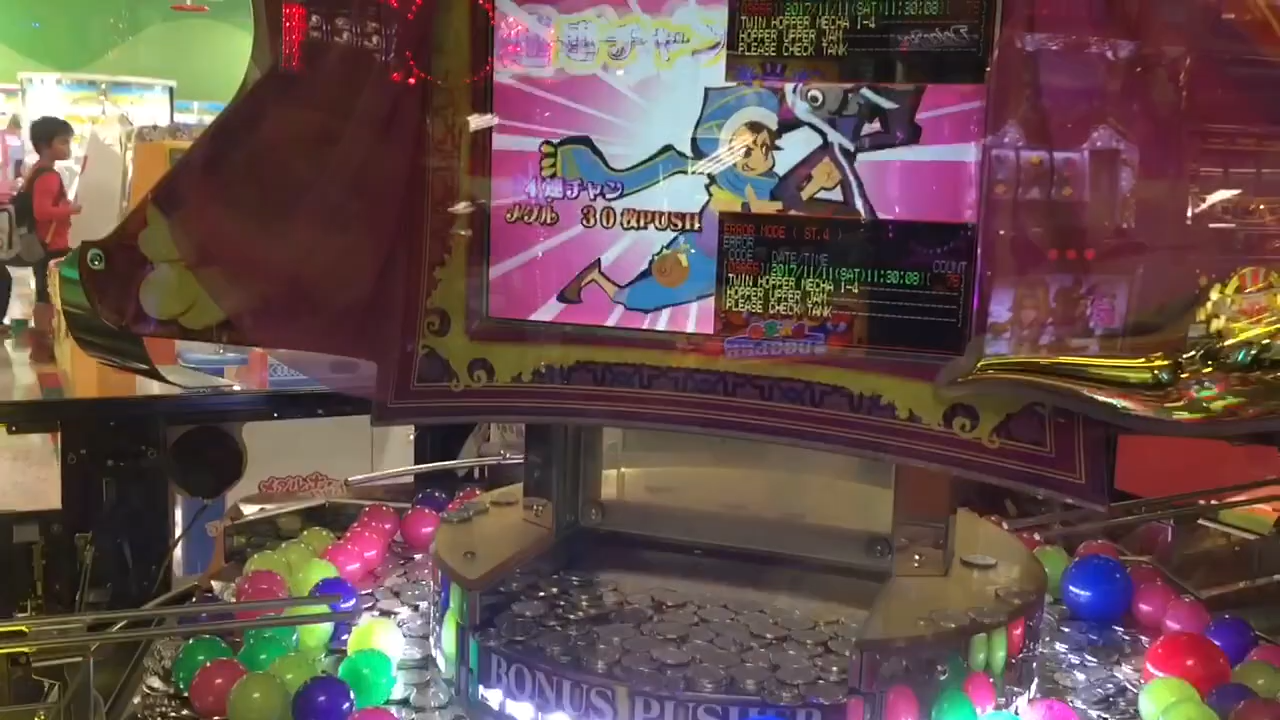 2017/11/11(SAT)11:30:08
TWIN HOPPER MECHA 1-4
HOPPER UPPER JAM
PLEASE CHECK TANK
4連チャン
メダル 30枚PUSH
ERROR MODE ( ST.4 )
ERROR
CODE DATE/TIME COUNT
2017/11/11(SAT)11:30:08
TWIN HOPPER MECHA 1-4
HOPPER UPPER JAM
PLEASE CHECK TANK
BONUS PUSHER